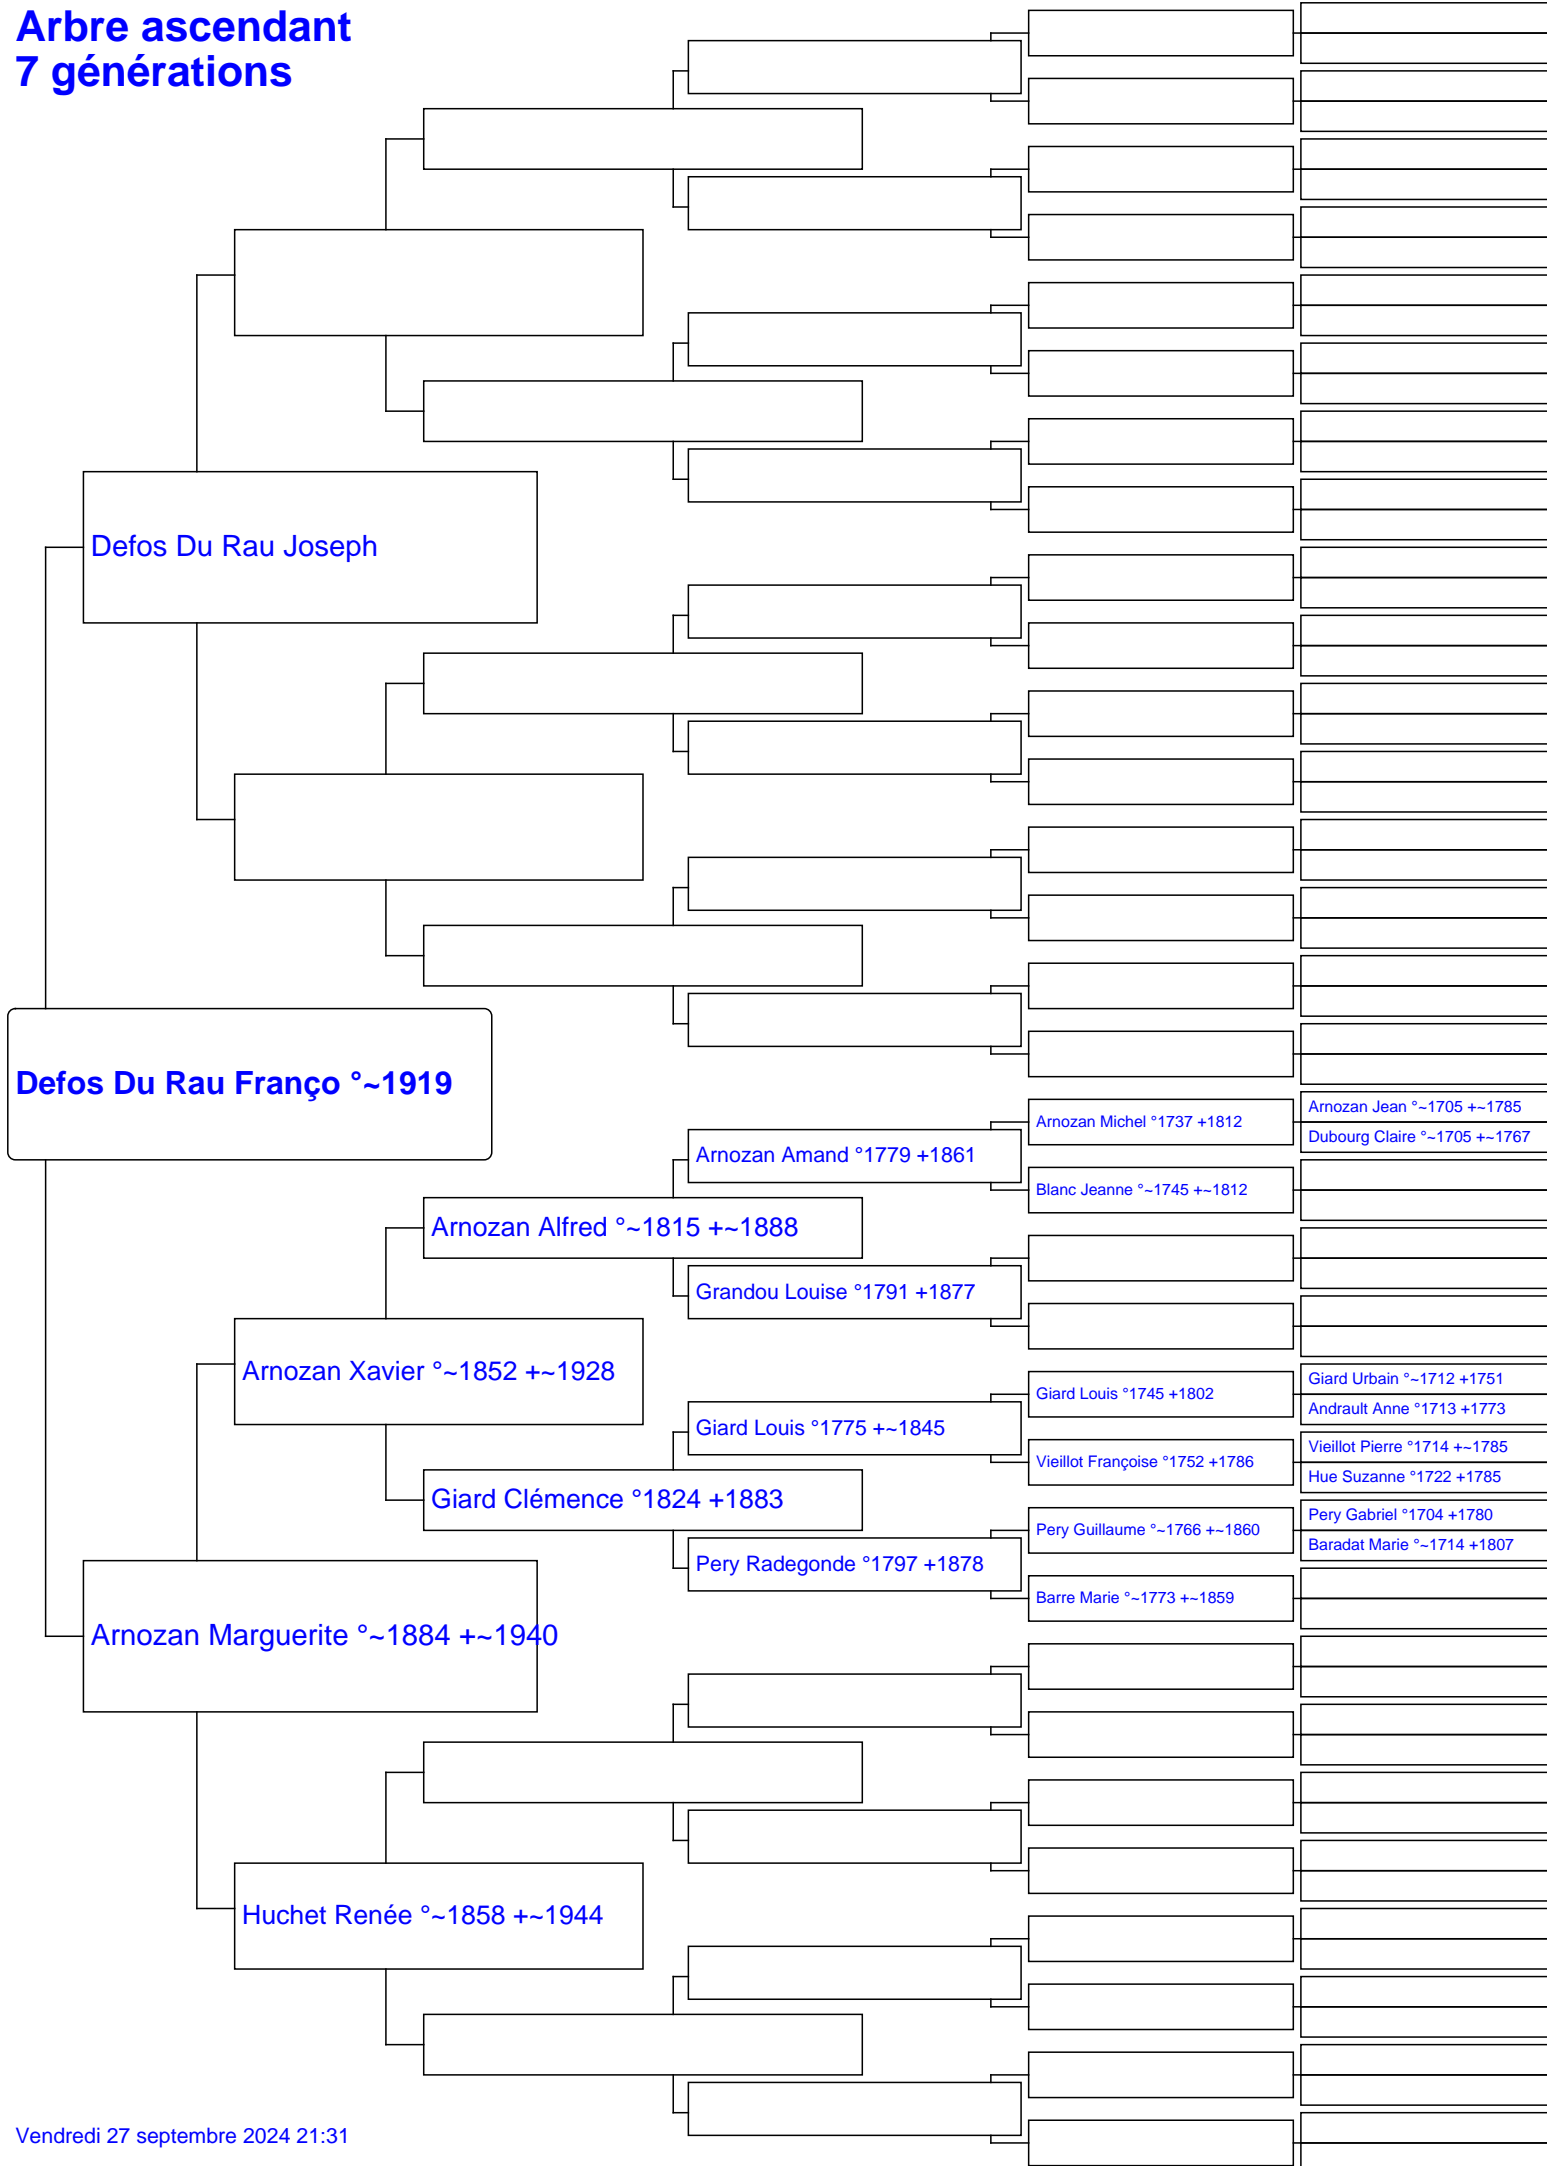 Arbre ascendant
7 générations
Defos Du Rau Joseph
Defos Du Rau Franço °~1919
Arnozan Jean °~1705 +~1785
Arnozan Michel °1737 +1812
Dubourg Claire °~1705 +~1767
Arnozan Amand °1779 +1861
Blanc Jeanne °~1745 +~1812
Arnozan Alfred °~1815 +~1888
Grandou Louise °1791 +1877
Arnozan Xavier °~1852 +~1928
Giard Urbain °~1712 +1751
Giard Louis °1745 +1802
Andrault Anne °1713 +1773
Giard Louis °1775 +~1845
Vieillot Pierre °1714 +~1785
Vieillot Françoise °1752 +1786
Hue Suzanne °1722 +1785
Giard Clémence °1824 +1883
Pery Gabriel °1704 +1780
Pery Guillaume °~1766 +~1860
Baradat Marie °~1714 +1807
Pery Radegonde °1797 +1878
Barre Marie °~1773 +~1859
Arnozan Marguerite °~1884 +~1940
Huchet Renée °~1858 +~1944
Vendredi 27 septembre 2024 21:31